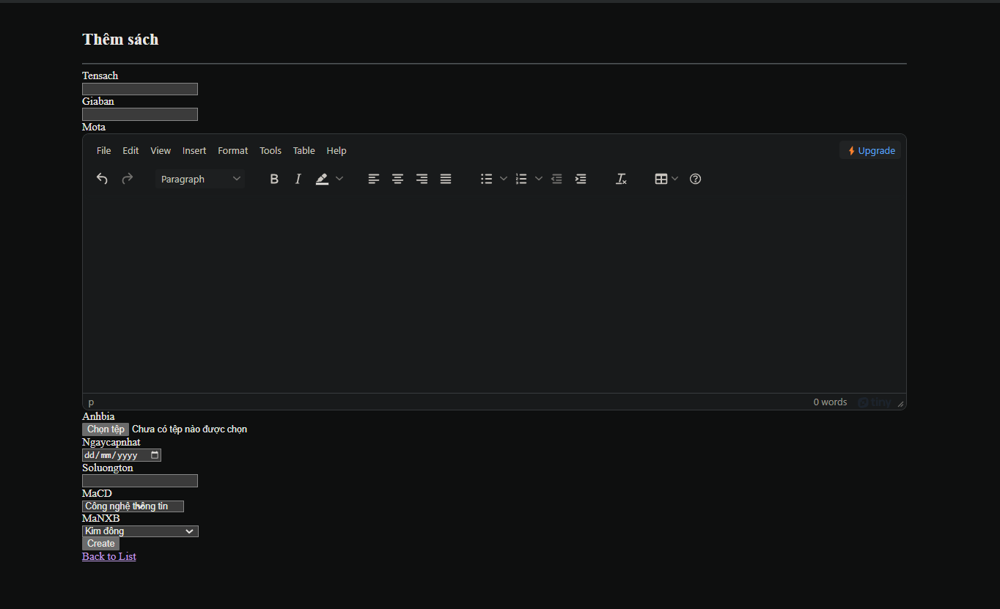 Thêm sách
Tensach
Giaban
Mota
File Edit View Insert Format Tools Table Help
Upgrade
Paragraph B I
p
0 words tiny
Anhbia
Chọn tệp Chưa có tệp nào được chọn
Ngaycapnhat
dd/mm/yyyy
Soluongton
MaCD
Công nghệ thông tin
MaNXB
Kim đồng
Create
Back to List